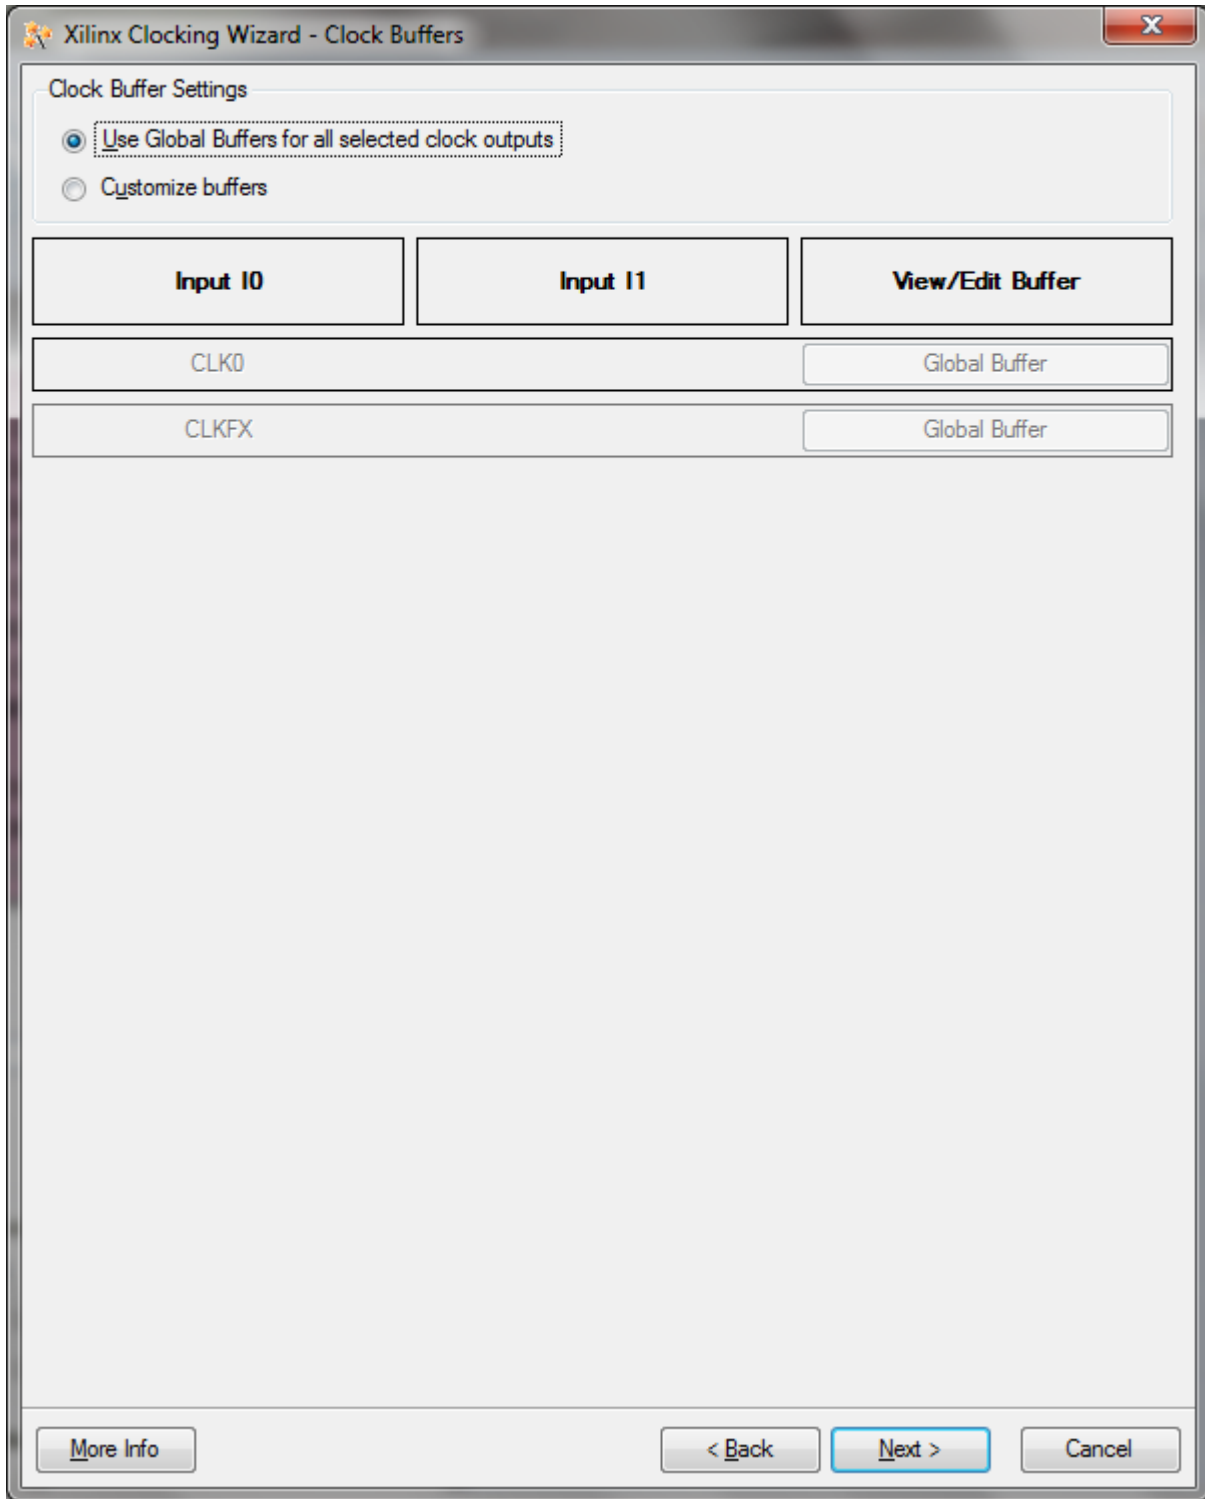 Xilinx Clocking Wizard - Clock Buffers
Clock Buffer Settings
Use Global Buffers for all selected clock outputs
Customize buffers
Input I0 Input I1 View/Edit Buffer
CLK0 Global Buffer
CLKFX Global Buffer
More Info < Back Next > Cancel